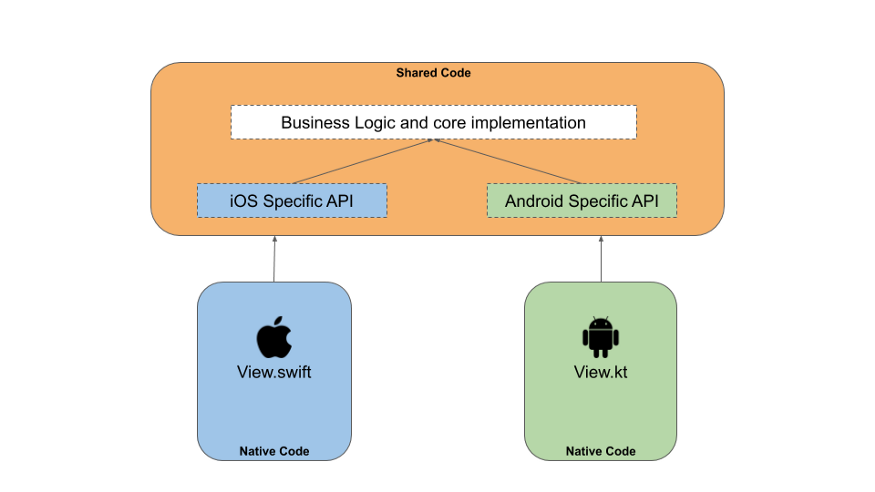 Shared Code
Business Logic and core implementation
iOS Specific API
Android Specific API
View.swift
View.kt
Native Code
Native Code